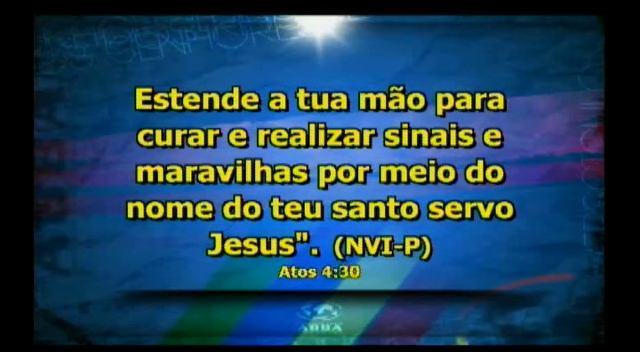 Estende a tua mão para
curar e realizar sinais e
maravilhas por meio do
nome do teu santo servo
Jesus". (NVI-P)
Atos 4:30